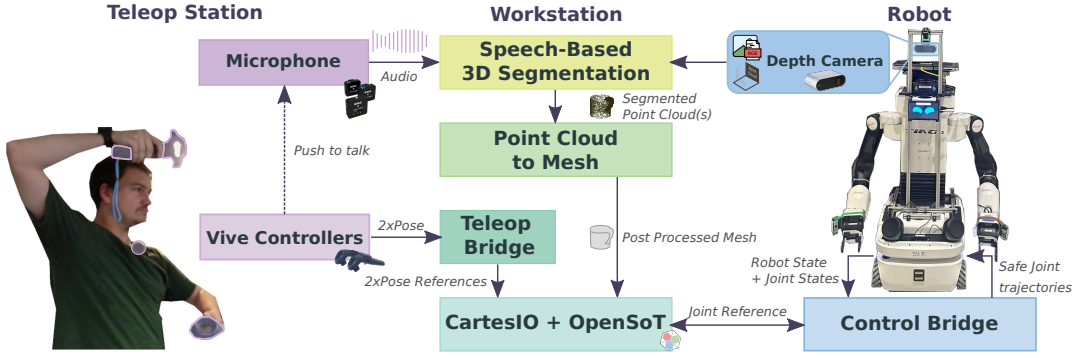 Teleop Station
Workstation
Robot
Microphone
Audio
Speech-Based
3D Segmentation
RGB
Depth Camera
Segmented
Point Cloud(s)
Push to talk
Point Cloud
to Mesh
Vive Controllers
2xPose
Teleop
Bridge
Post Processed Mesh
2xPose References
Robot State
+ Joint States
Safe Joint
trajectories
CartesIO + OpenSoT
Joint Reference
Control Bridge